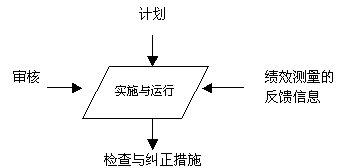 计划
审核
实施与运行
绩效测量的
反馈信息
检查与纠正措施